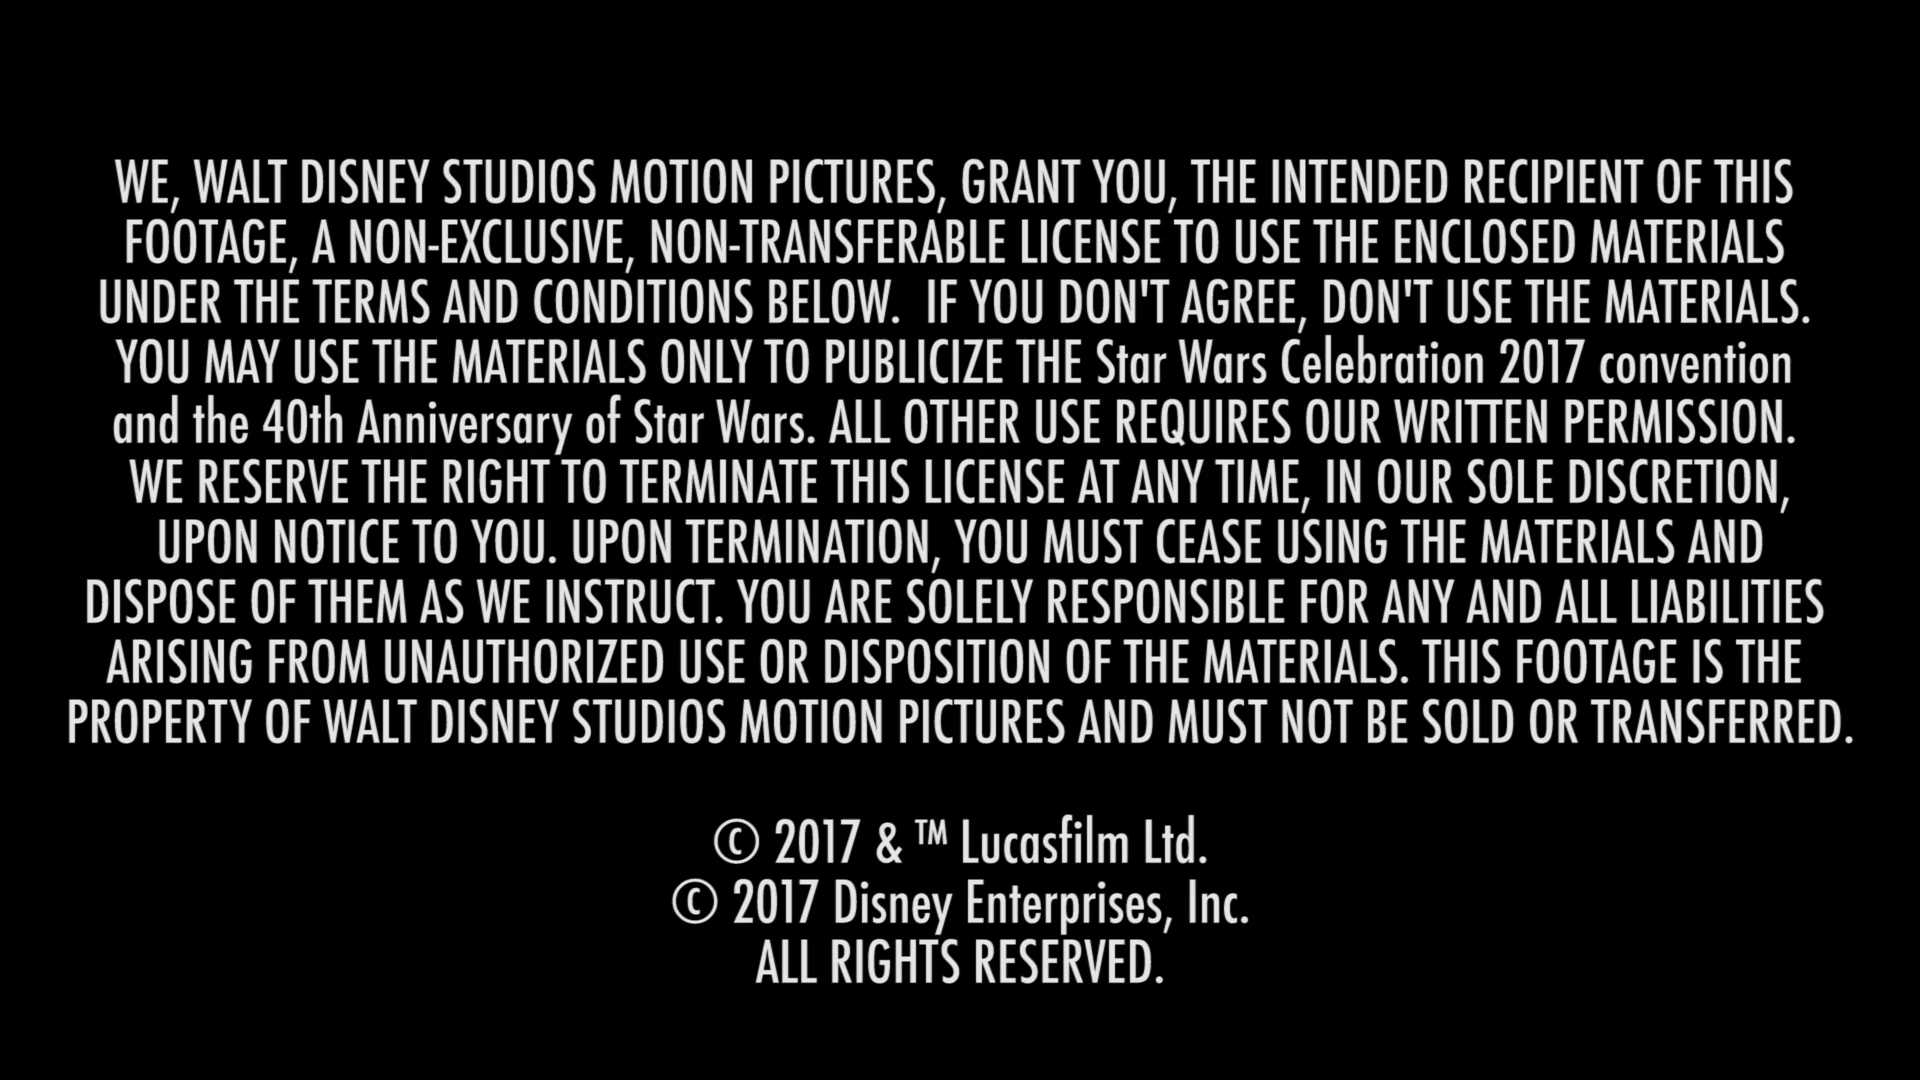 WE, WALT DISNEY STUDIOS MOTION PICTURES, GRANT YOU, THE INTENDED RECIPIENT OF THIS
FOOTAGE, A NON-EXCLUSIVE, NON-TRANSFERABLE LICENSE TO USE THE ENCLOSED MATERIALS
UNDER THE TERMS AND CONDITIONS BELOW.  IF YOU DON'T AGREE, DON'T USE THE MATERIALS.
YOU MAY USE THE MATERIALS ONLY TO PUBLICIZE THE Star Wars Celebration 2017 convention
and the 40th Anniversary of Star Wars. ALL OTHER USE REQUIRES OUR WRITTEN PERMISSION.
WE RESERVE THE RIGHT TO TERMINATE THIS LICENSE AT ANY TIME, IN OUR SOLE DISCRETION,
UPON NOTICE TO YOU. UPON TERMINATION, YOU MUST CEASE USING THE MATERIALS AND
DISPOSE OF THEM AS WE INSTRUCT. YOU ARE SOLELY RESPONSIBLE FOR ANY AND ALL LIABILITIES
ARISING FROM UNAUTHORIZED USE OR DISPOSITION OF THE MATERIALS. THIS FOOTAGE IS THE
PROPERTY OF WALT DISNEY STUDIOS MOTION PICTURES AND MUST NOT BE SOLD OR TRANSFERRED.
© 2017 & ™ Lucasfilm Ltd.
© 2017 Disney Enterprises, Inc.
ALL RIGHTS RESERVED.